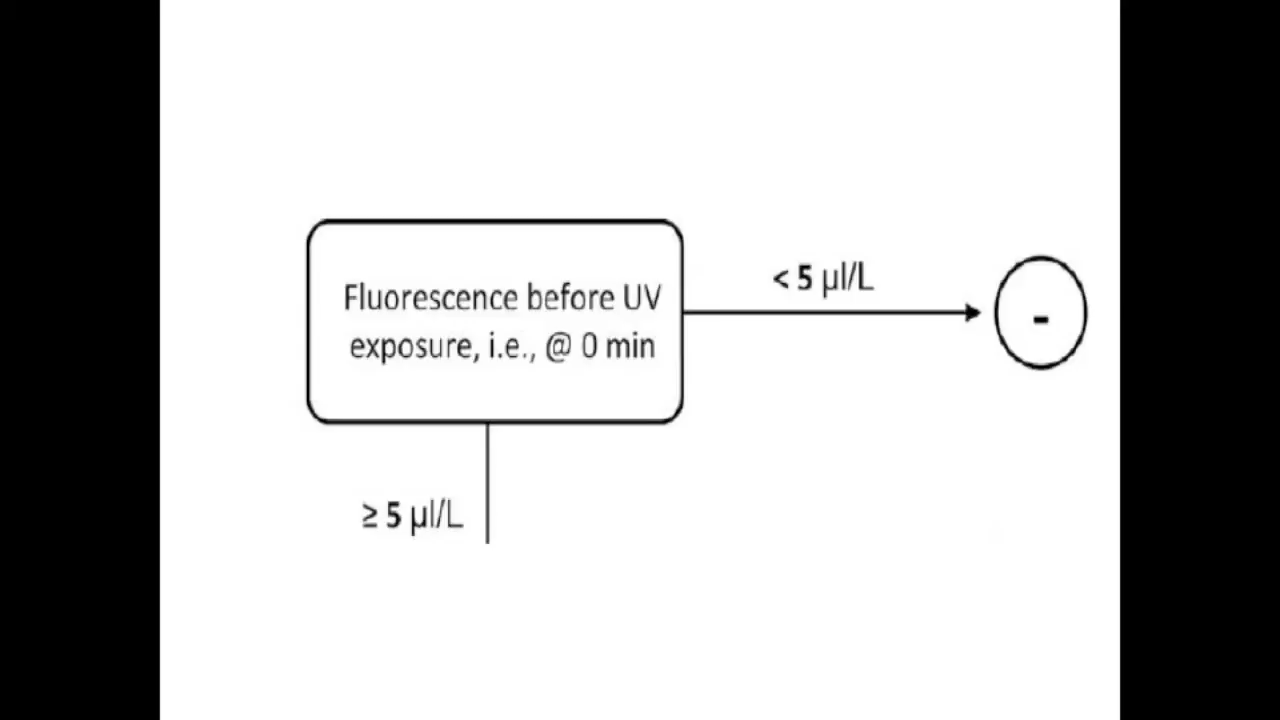 < 5 µl/L
Fluorescence before UV
exposure, i.e., @ 0 min
-
≥ 5 µl/L